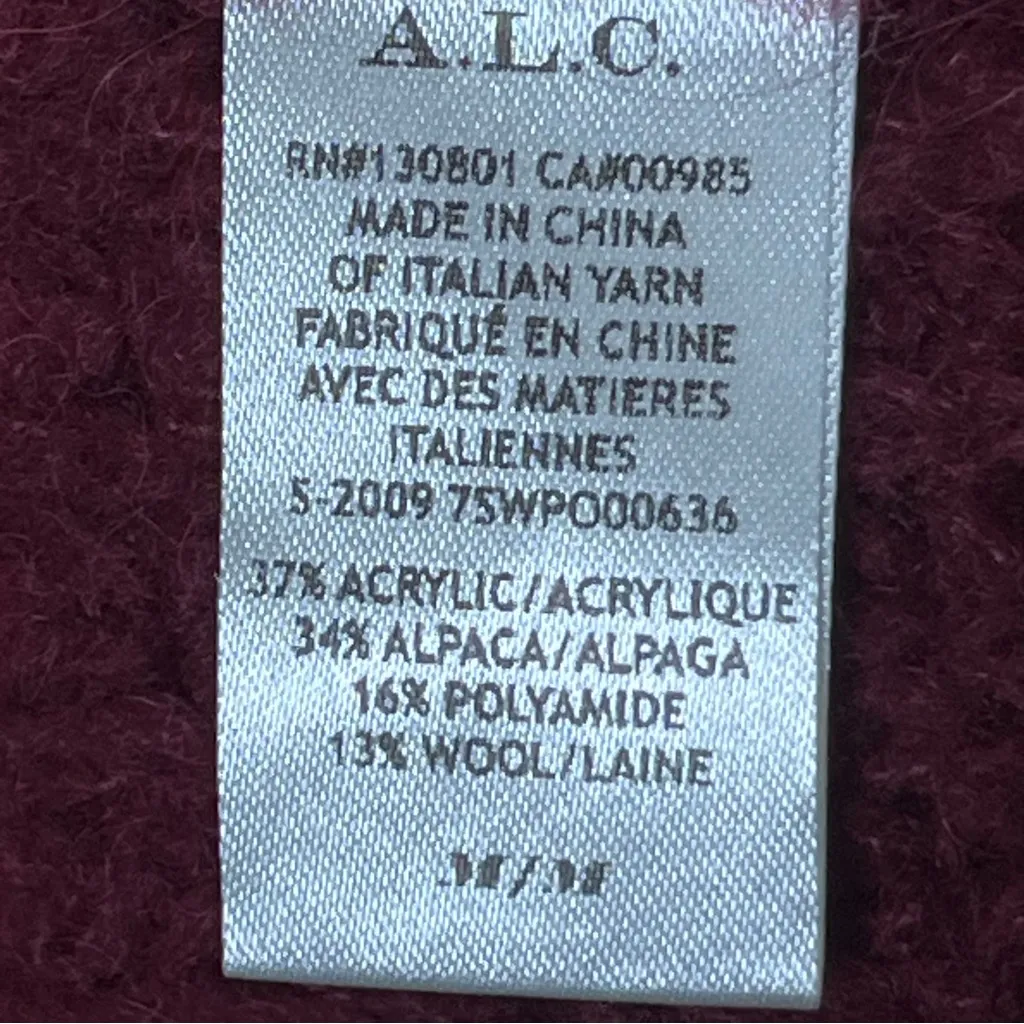 A.L.C.
RN#130801 CA#00985
MADE IN CHINA
OF ITALIAN YARN
FABRIQUÉ EN CHINE
AVEC DES MATIERES
ITALIENNES
5-2009 7SWPO00636
37% ACRYLIC/ACRYLIQUE
34% ALPACA/ALPAGA
16% POLYAMIDE
13% WOOL/LAINE
M/M